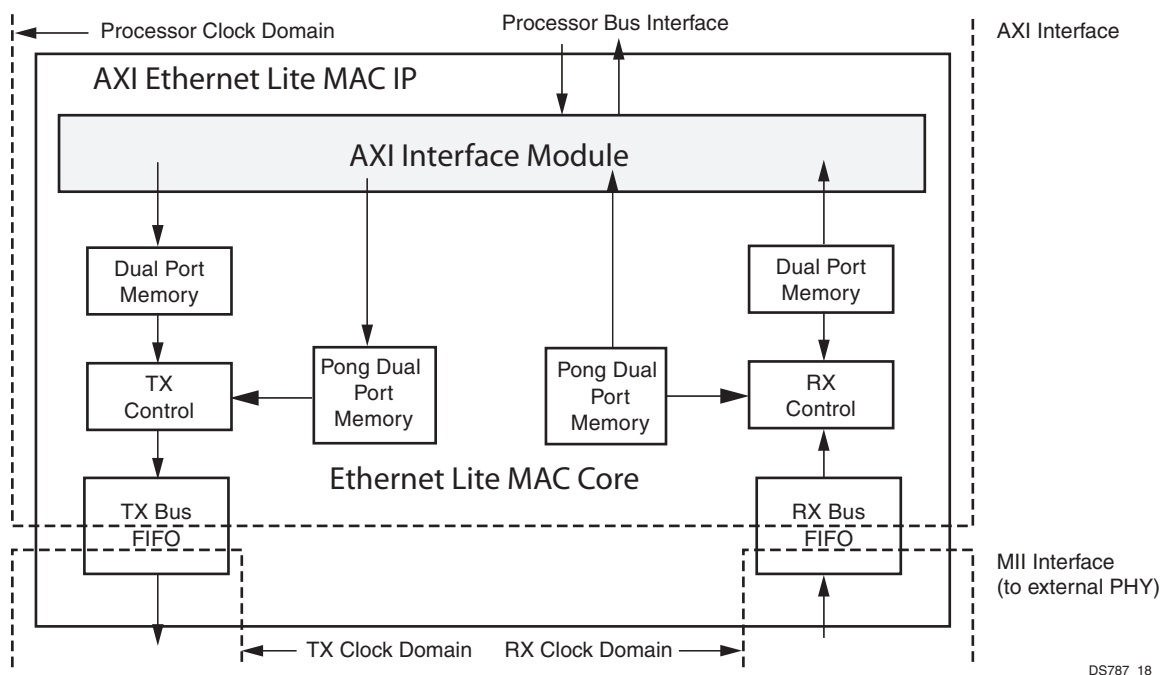 Processor Clock Domain
Processor Bus Interface
AXI Interface
AXI Ethernet Lite MAC IP
AXI Interface Module
Dual Port
Memory
Dual Port
Memory
TX
Control
Pong Dual
Port
Memory
Pong Dual
Port
Memory
RX
Control
Ethernet Lite MAC Core
TX Bus
FIFO
RX Bus
FIFO
MII Interface
(to external PHY)
TX Clock Domain
RX Clock Domain
DS787_18